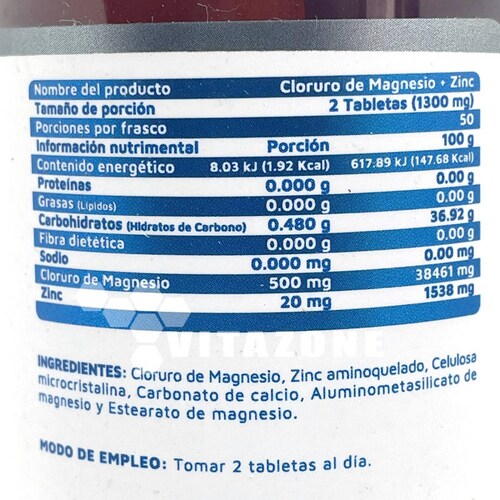 Nombre del producto Cloruro de Magnesio + Zinc
Tamaño de porción 2 Tabletas (1300 mg)
Porciones por frasco 50
Información nutrimental Porción 100 g
Contenido energético 8.03 kJ (1.92 Kcal) 617.89 kJ (147.68 Kcal)
Proteínas 0.000 g 0.00 g
Grasas (Lípidos) 0.000 g 0.00 g
Carbohidratos (Hidratos de Carbono) 0.480 g 36.92 g
Fibra dietética 0.000 g 0.00 g
Sodio 0.000 mg 0.00 mg
Cloruro de Magnesio 500 mg 38461 mg
Zinc 20 mg 1538 mg
VITAZONE
INGREDIENTES: Cloruro de Magnesio, Zinc aminoquelado, Celulosa
microcristalina, Carbonato de calcio, Aluminometasilicato de
magnesio y Estearato de magnesio.
MODO DE EMPLEO: Tomar 2 tabletas al día.